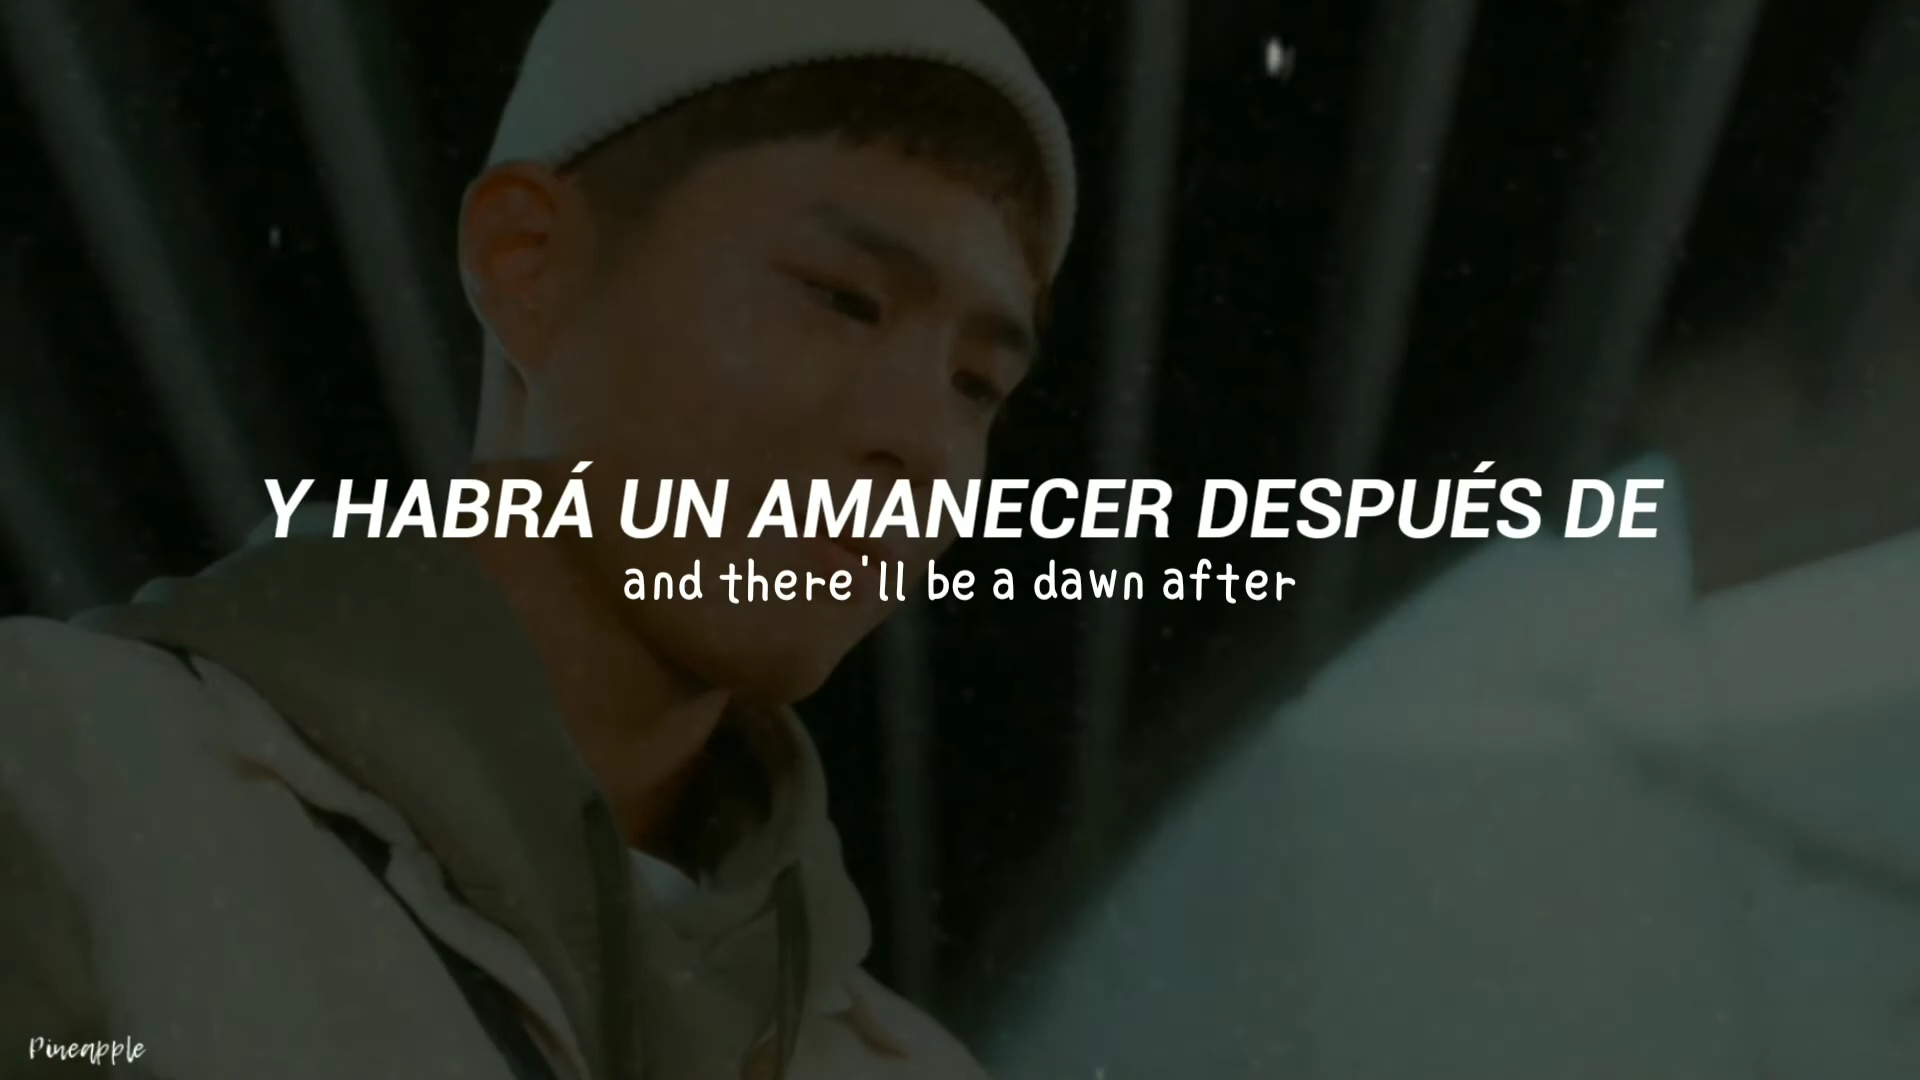 Y HABRÁ UN AMANECER DESPUÉS DE
and there'll be a dawn after
Pineapple